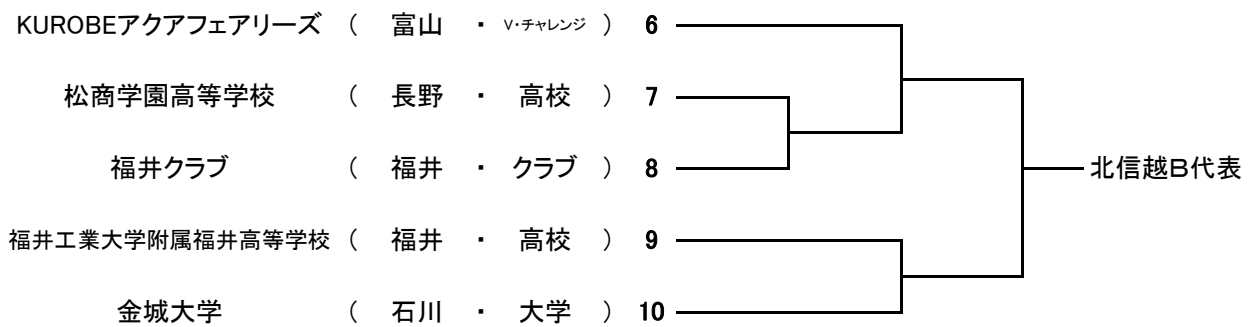 KUROBEアクアフェアリーズ ( 富山 ・ V・チャレンジ ) 6
松商学園高等学校 ( 長野 ・ 高校 ) 7
福井クラブ ( 福井 ・ クラブ ) 8
北信越B代表
福井工業大学附属福井高等学校 ( 福井 ・ 高校 ) 9
金城大学 ( 石川 ・ 大学 ) 10